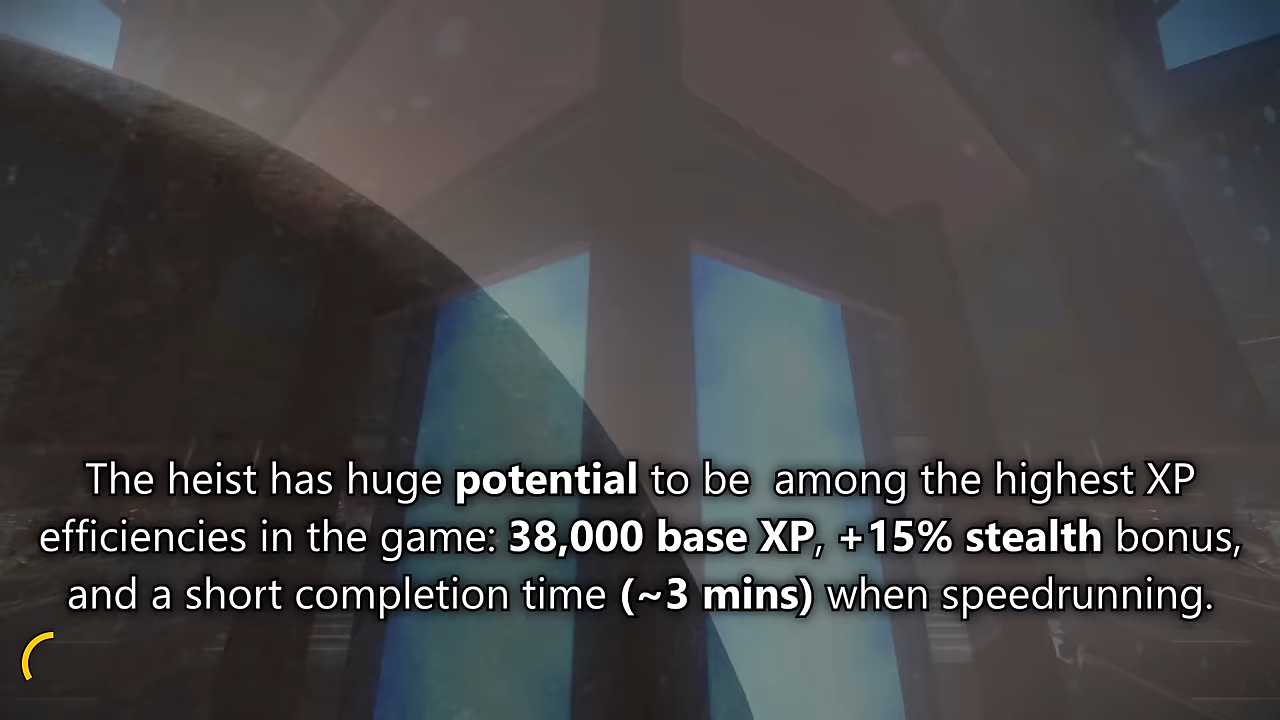 The heist has huge potential to be  among the highest XP
efficiencies in the game: 38,000 base XP, +15% stealth bonus,
and a short completion time (~3 mins) when speedrunning.